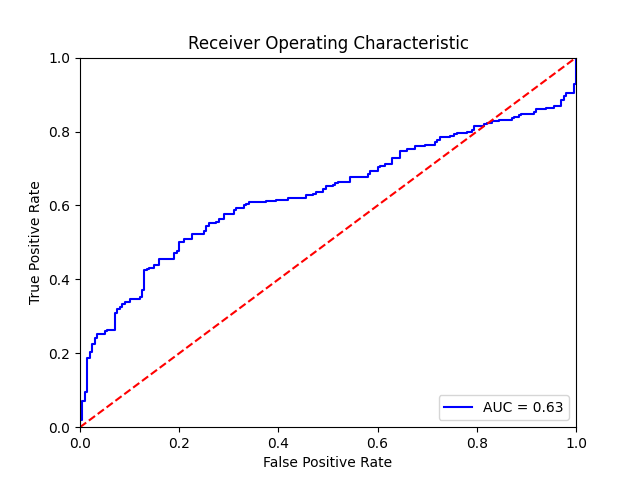 Receiver Operating Characteristic
1.0
0.8
0.6
0.4
0.2
0.0
True Positive Rate
AUC = 0.63
0.0 0.2 0.4 0.6 0.8 1.0
False Positive Rate